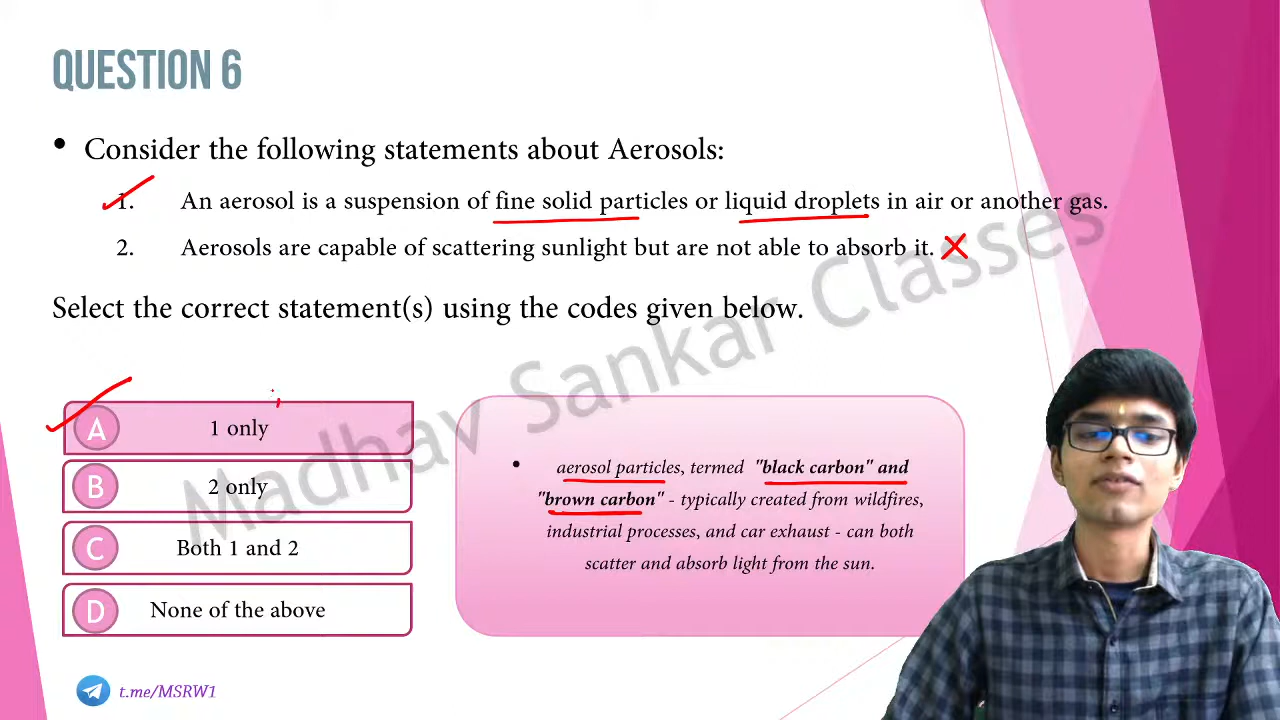 QUESTION 6
• Consider the following statements about Aerosols:
1. An aerosol is a suspension of fine solid particles or liquid droplets in air or another gas.
2. Aerosols are capable of scattering sunlight but are not able to absorb it.
Select the correct statement(s) using the codes given below.
A 1 only
B 2 only
C Both 1 and 2
D None of the above
• aerosol particles, termed "black carbon" and
"brown carbon" - typically created from wildfires,
industrial processes, and car exhaust - can both
scatter and absorb light from the sun.
Madhav Sankar Classes
t.me/MSRW1